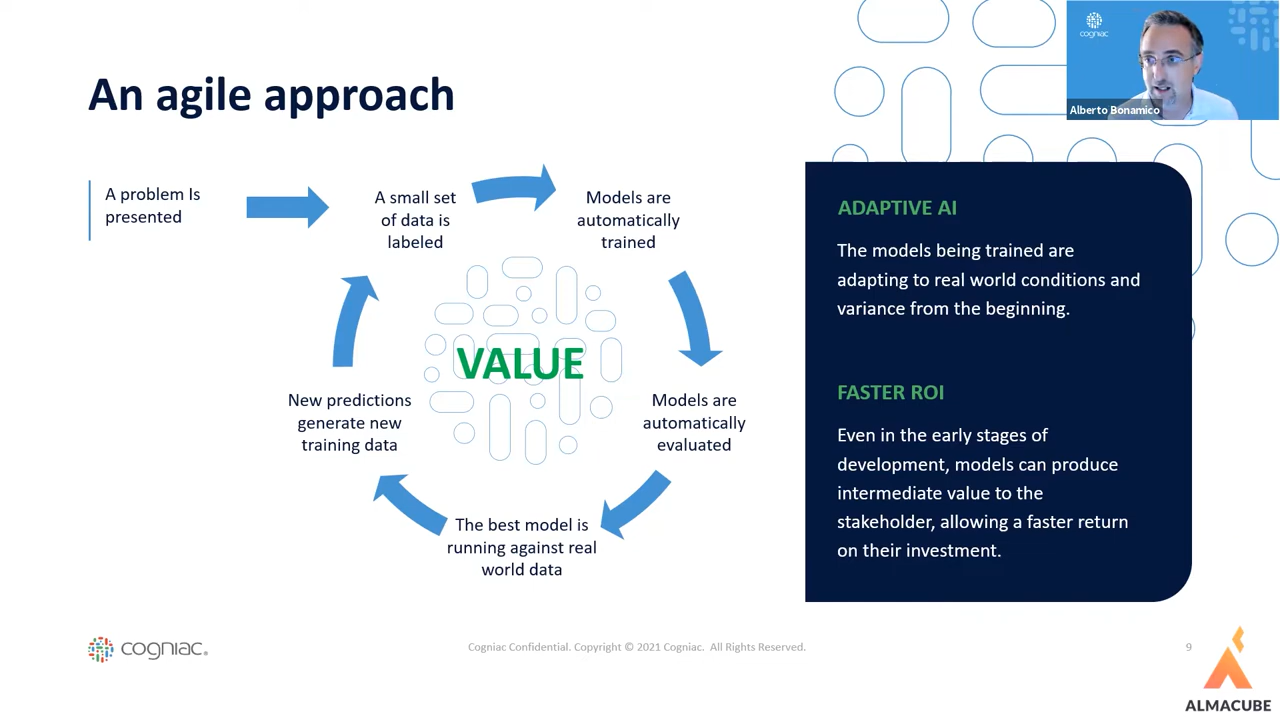 cogniac
Alberto Bonamico
An agile approach
A problem Is
presented
A small set
of data is
labeled
Models are
automatically
trained
Models are
automatically
evaluated
The best model is
running against real
world data
New predictions
generate new
training data
VALUE
ADAPTIVE AI
The models being trained are
adapting to real world conditions and
variance from the beginning.
FASTER ROI
Even in the early stages of
development, models can produce
intermediate value to the
stakeholder, allowing a faster return
on their investment.
cogniac®
Cogniac Confidential. Copyright © 2021 Cogniac. All Rights Reserved.
9
ALMACUBE